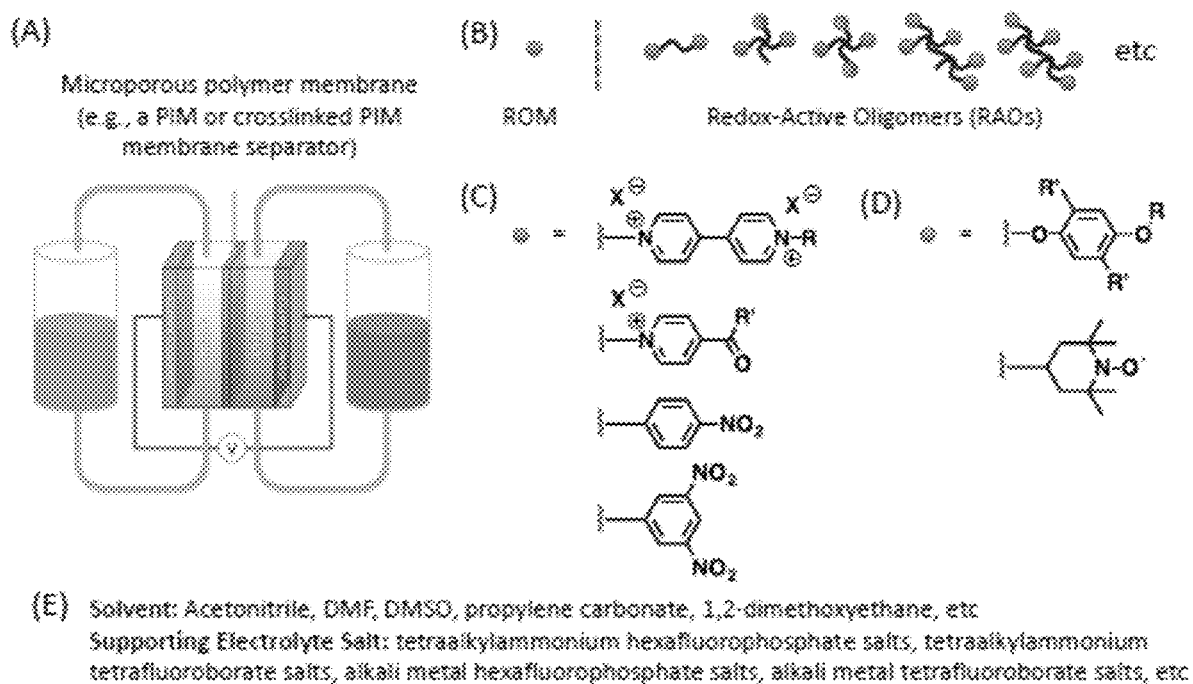 (A)
Microporous polymer membrane
(e.g., a PIM or crosslinked PIM
membrane separator)
V
(B)
etc
ROM
Redox-Active Oligomers (RAOs)
(C)
=
X⊖
X⊖
N⊕
N–R
⊕
X⊖
N⊕
R'
O
NO₂
NO₂
NO₂
(D)
=
R'
R
O
O
R'
N–O·
(E) Solvent: Acetonitrile, DMF, DMSO, propylene carbonate, 1,2-dimethoxyethane, etc
Supporting Electrolyte Salt: tetraalkylammonium hexafluorophosphate salts, tetraalkylammonium
tetrafluoroborate salts, alkali metal hexafluorophosphate salts, alkali metal tetrafluoroborate salts, etc